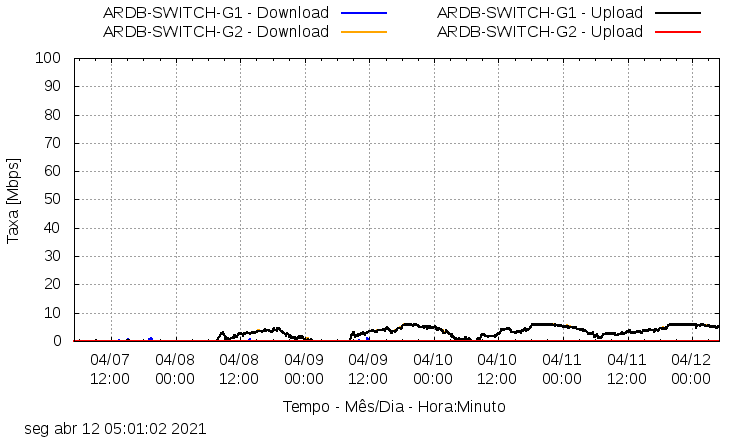 ARDB-SWITCH-G1 - Download ARDB-SWITCH-G1 - Upload
ARDB-SWITCH-G2 - Download ARDB-SWITCH-G2 - Upload
100
90
80
70
60
50
40
30
20
10
0
Taxa [Mbps]
04/07 04/08 04/08 04/09 04/09 04/10 04/10 04/11 04/11 04/12
12:00 00:00 12:00 00:00 12:00 00:00 12:00 00:00 12:00 00:00
Tempo - Mês/Dia - Hora:Minuto
seg abr 12 05:01:02 2021